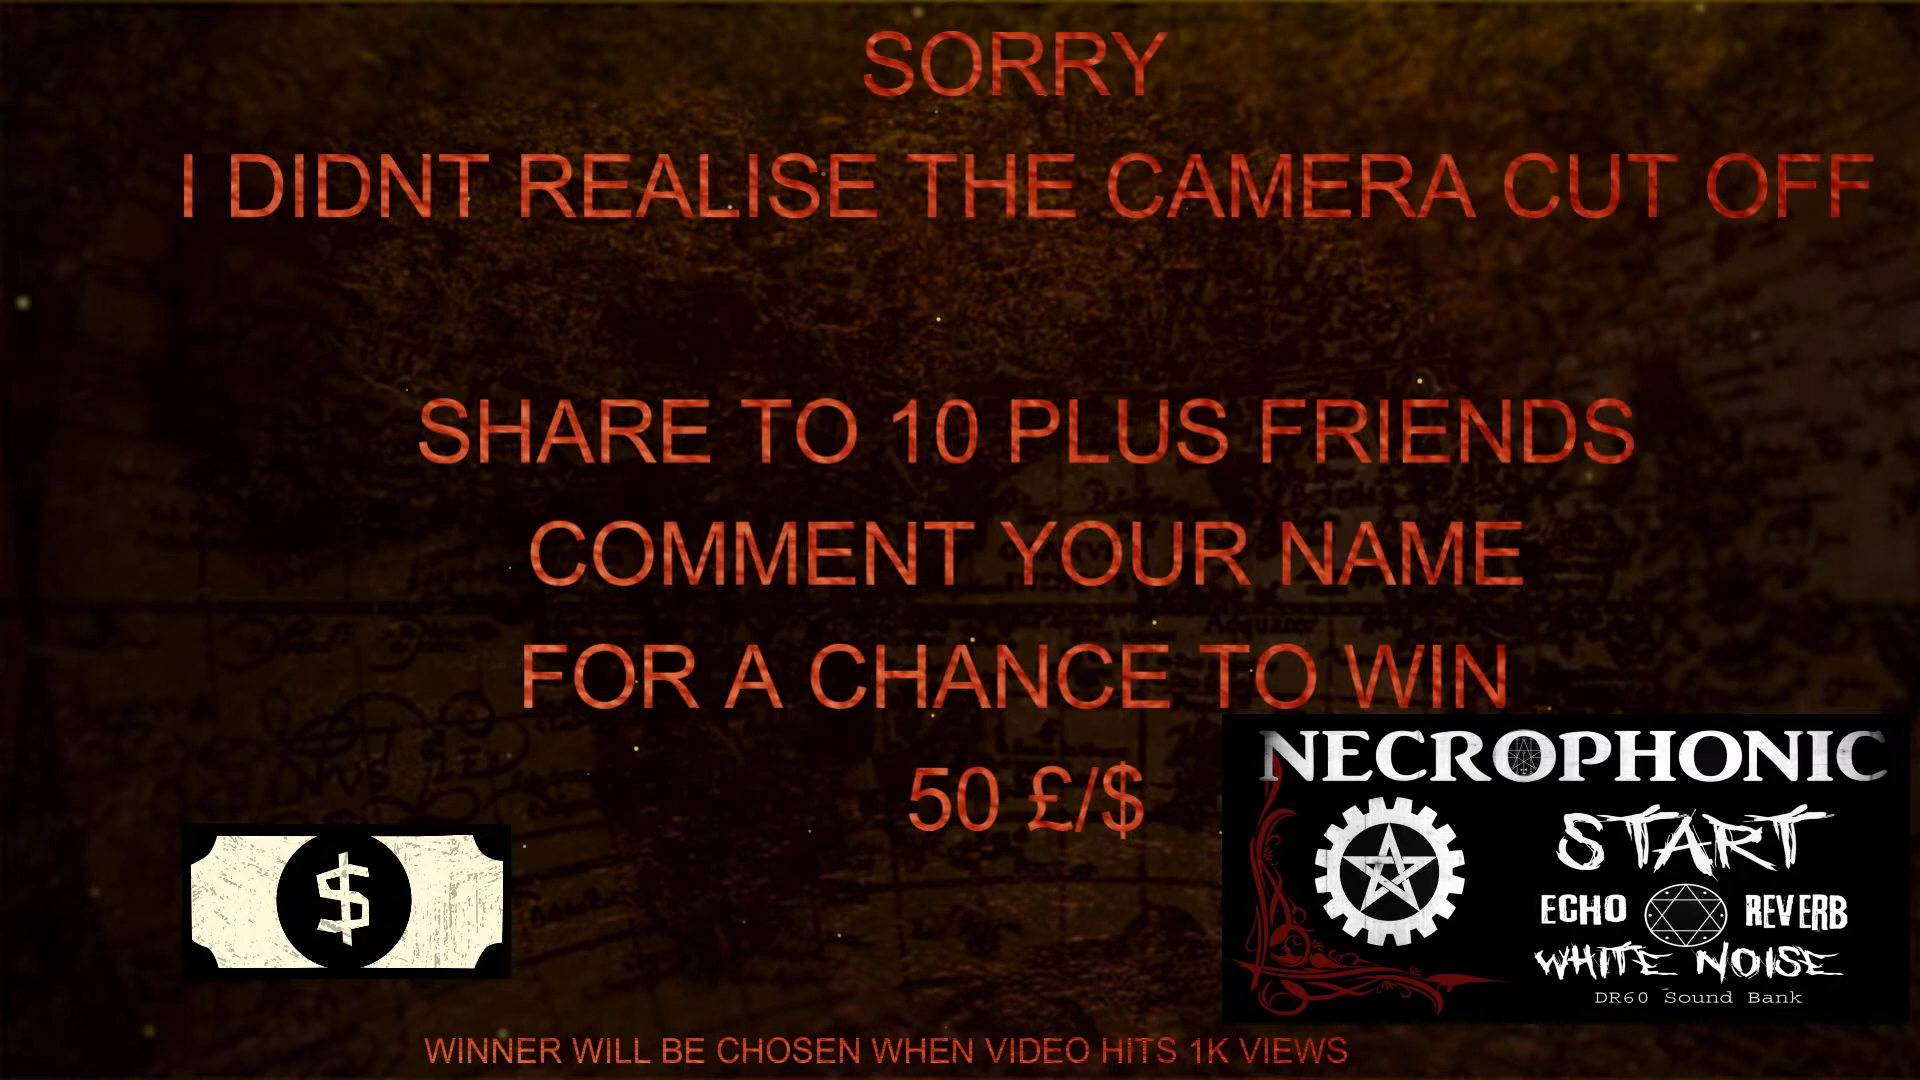 SORRY
I DIDNT REALISE THE CAMERA CUT OFF
SHARE TO 10 PLUS FRIENDS
COMMENT YOUR NAME
FOR A CHANCE TO WIN
50 £/$
$
NECROPHONIC
START
ECHO REVERB
WHITE NOISE
DR60 Sound Bank
WINNER WILL BE CHOSEN WHEN VIDEO HITS 1K VIEWS